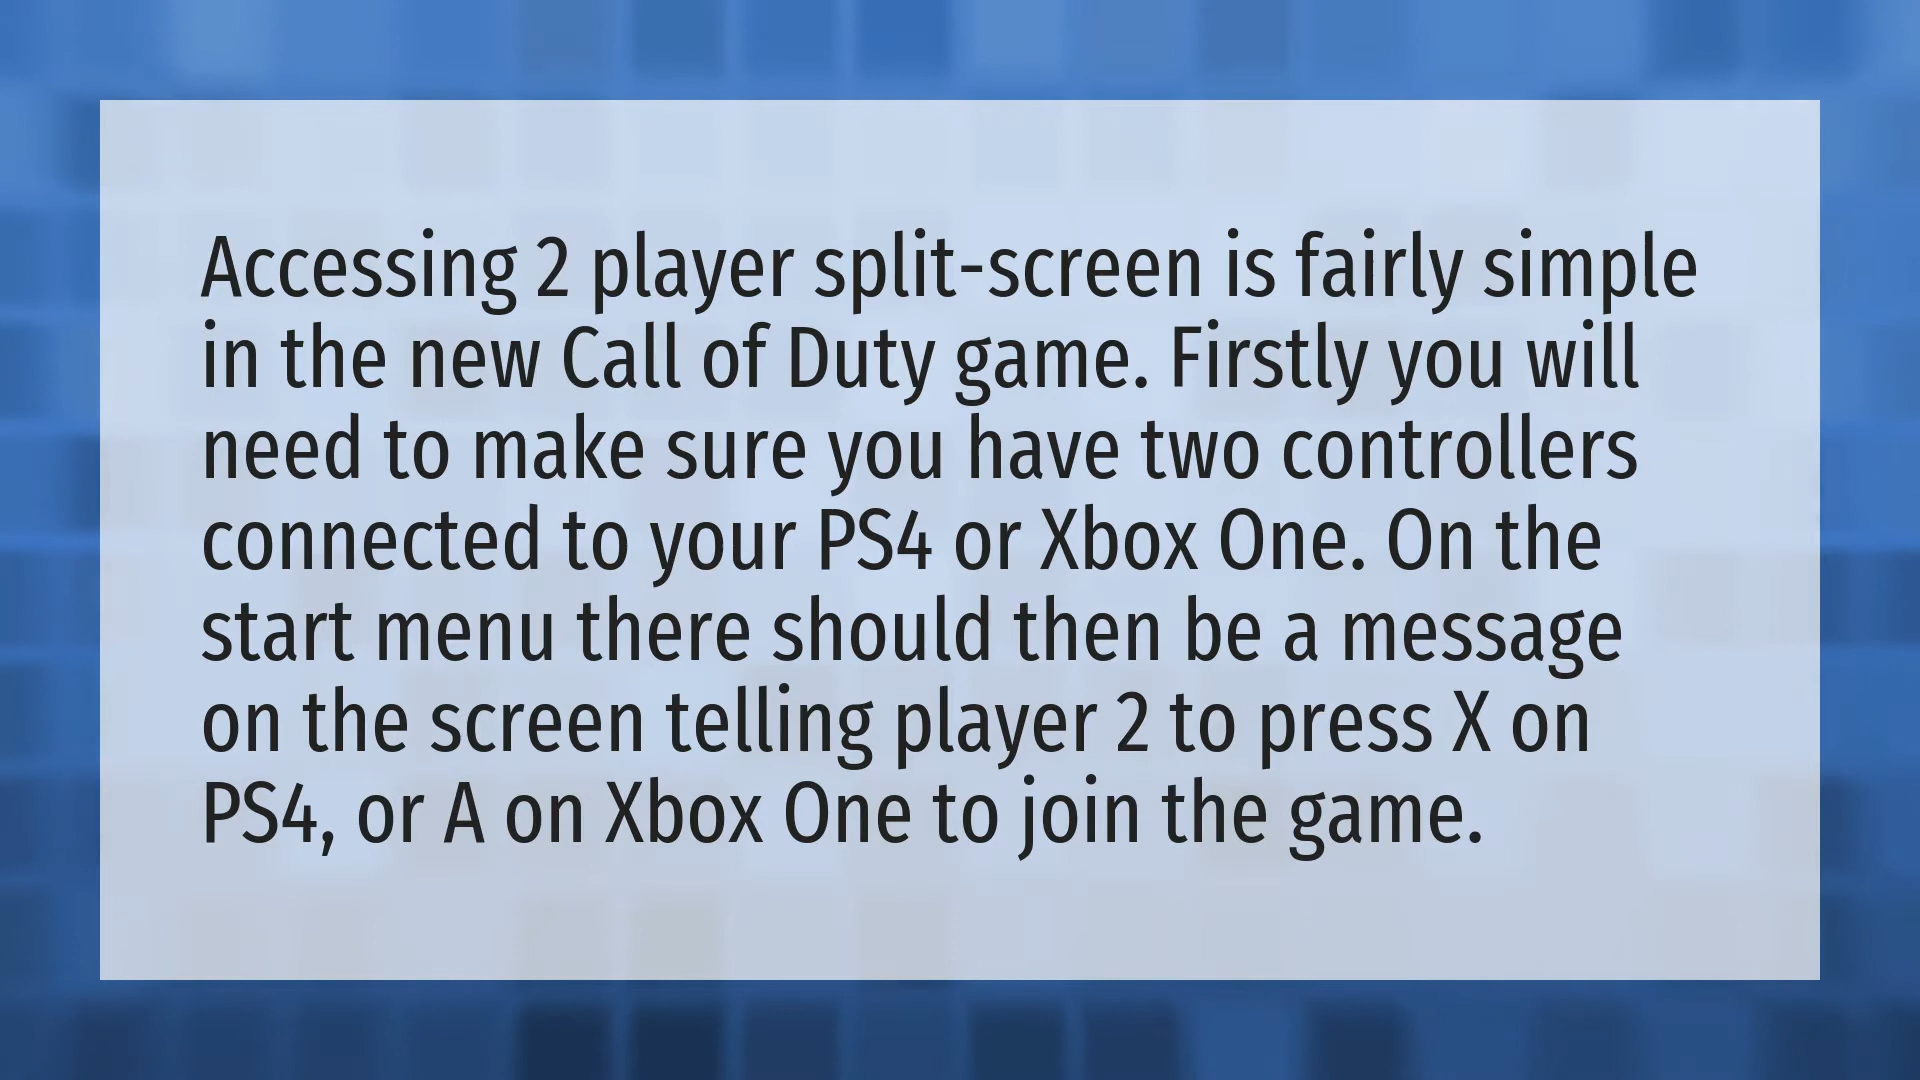 Accessing 2 player split-screen is fairly simple
in the new Call of Duty game. Firstly you will
need to make sure you have two controllers
connected to your PS4 or Xbox One. On the
start menu there should then be a message
on the screen telling player 2 to press X on
PS4, or A on Xbox One to join the game.